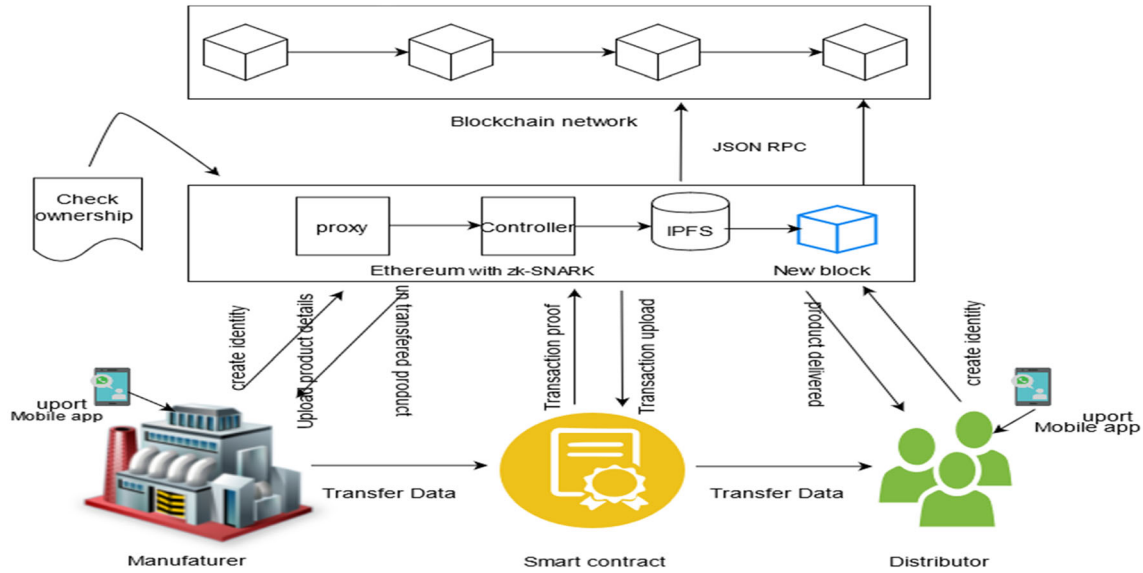 Blockchain network
JSON RPC
Check
ownership
proxy
Controller
IPFS
Ethereum with zk-SNARK
New block
create identity
Upload product details
un transfered product
Transaction proof
Transaction upload
product delivered
create identity
uport
Mobile app
uport
Mobile app
Transfer Data
Transfer Data
Manufaturer
Smart contract
Distributor